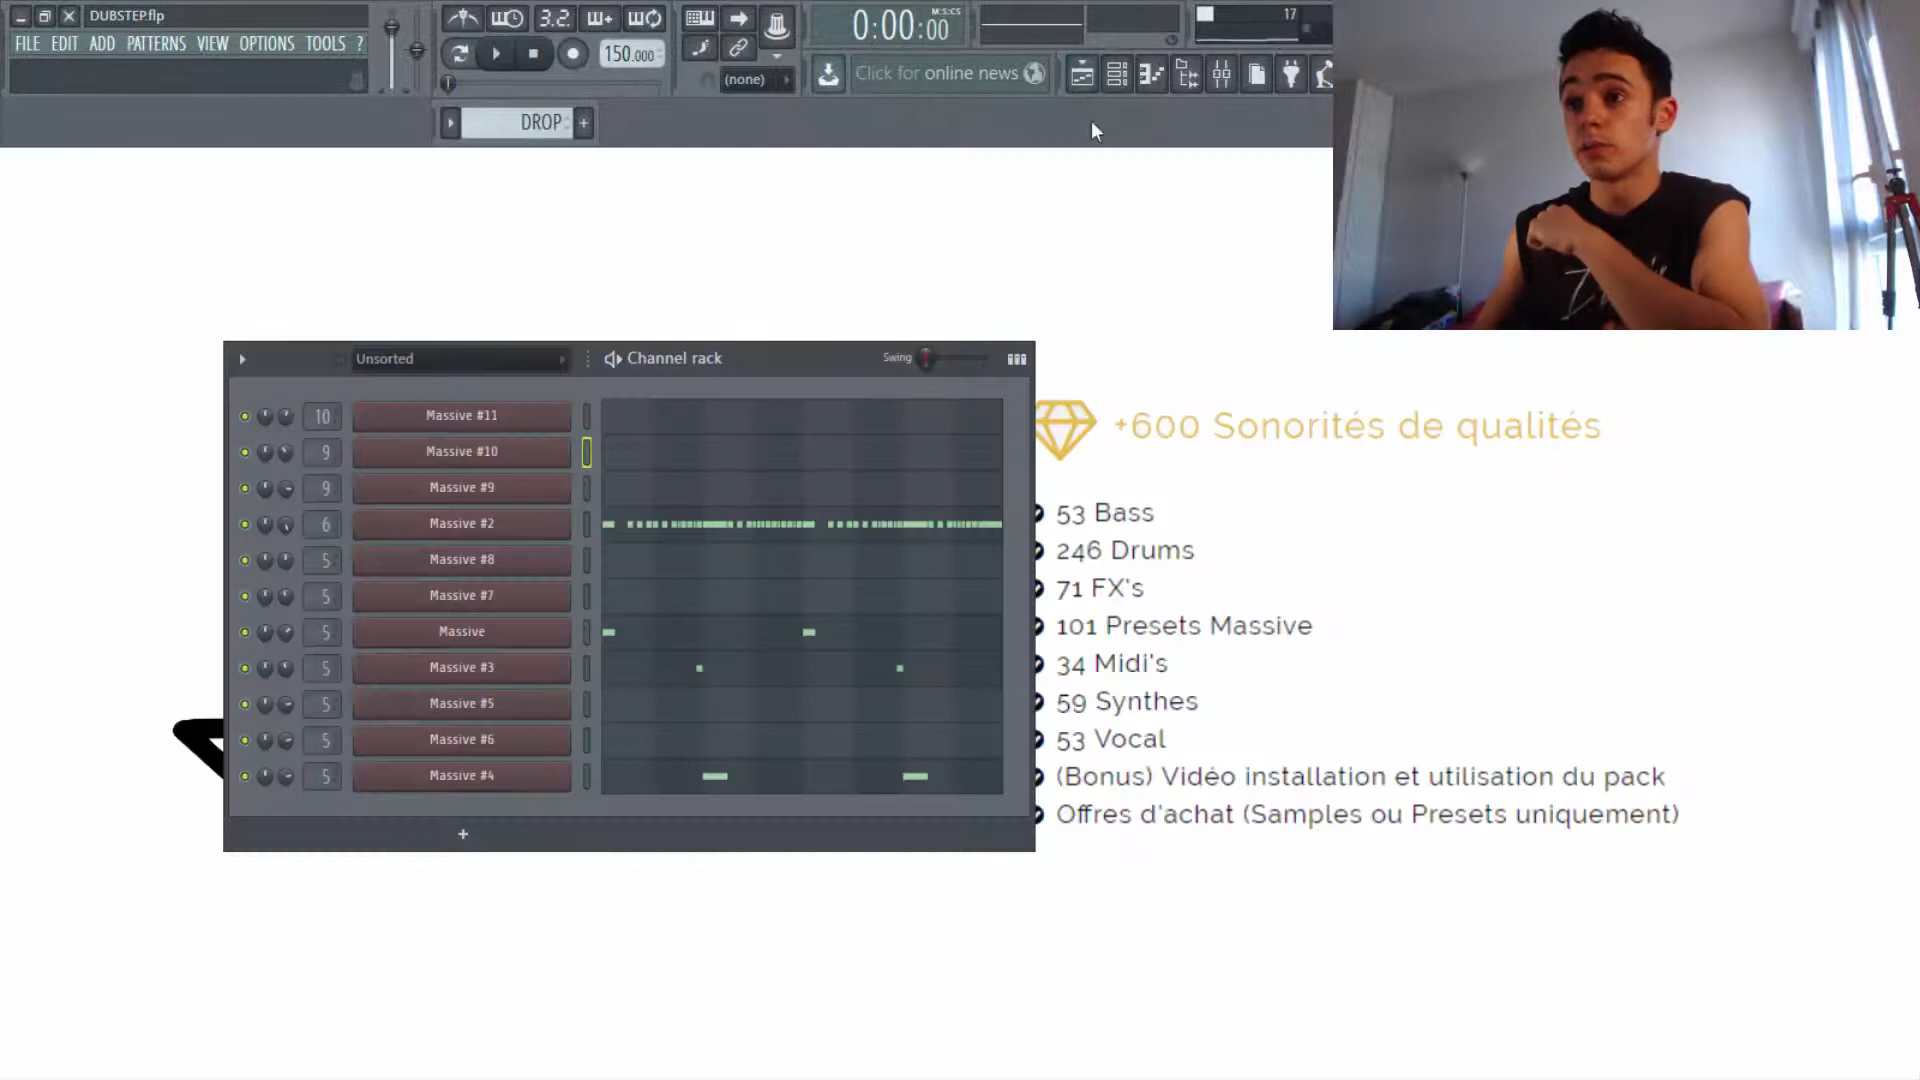 DUBSTEP.flp
FILE EDIT ADD PATTERNS VIEW OPTIONS TOOLS ?
3.2.
150.000
(none)
0:00:00
M:S:CS
17
Click for online news
DROP
+
Unsorted
Channel rack
Swing
10 Massive #11
9 Massive #10
9 Massive #9
6 Massive #2
5 Massive #8
5 Massive #7
5 Massive
5 Massive #3
5 Massive #5
5 Massive #6
5 Massive #4
+
+600 Sonorités de qualités
53 Bass
246 Drums
71 FX's
101 Presets Massive
34 Midi's
59 Synthes
53 Vocal
(Bonus) Vidéo installation et utilisation du pack
Offres d'achat (Samples ou Presets uniquement)